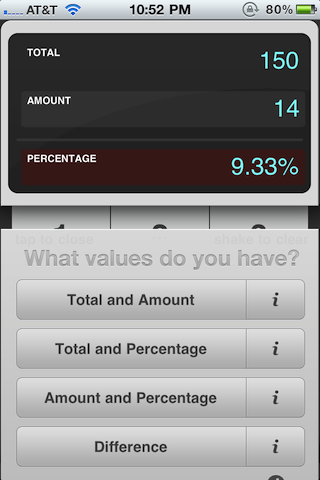 AT&T 10:52 PM 80%
TOTAL 150
AMOUNT 14
PERCENTAGE 9.33%
tap to close shake to clear
What values do you have?
Total and Amount i
Total and Percentage i
Amount and Percentage i
Difference i